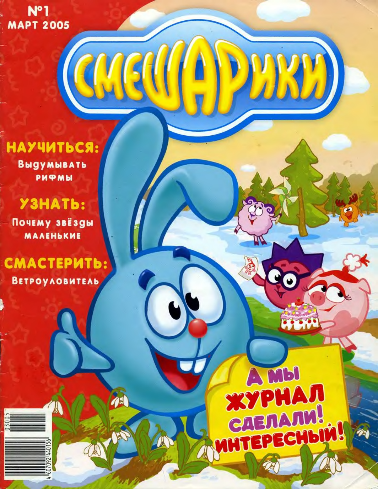 №1
МАРТ 2005
СМЕШАРИКИ
НАУЧИТЬСЯ:
Выдумывать
рифмы
УЗНАТЬ:
Почему звёзды
маленькие
СМАСТЕРИТЬ:
Ветроуловитель
А МЫ
ЖУРНАЛ
СДЕЛАЛИ!
ИНТЕРЕСНЫЙ!